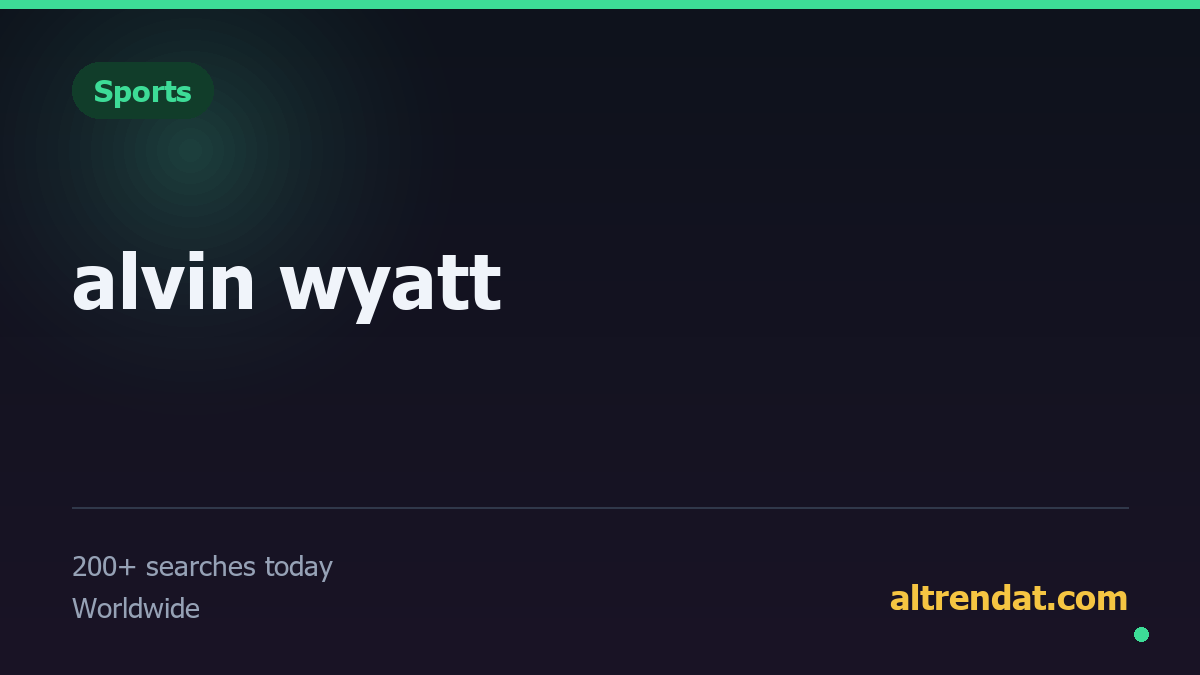 Sports
alvin wyatt
200+ searches today
Worldwide
altrendat.com